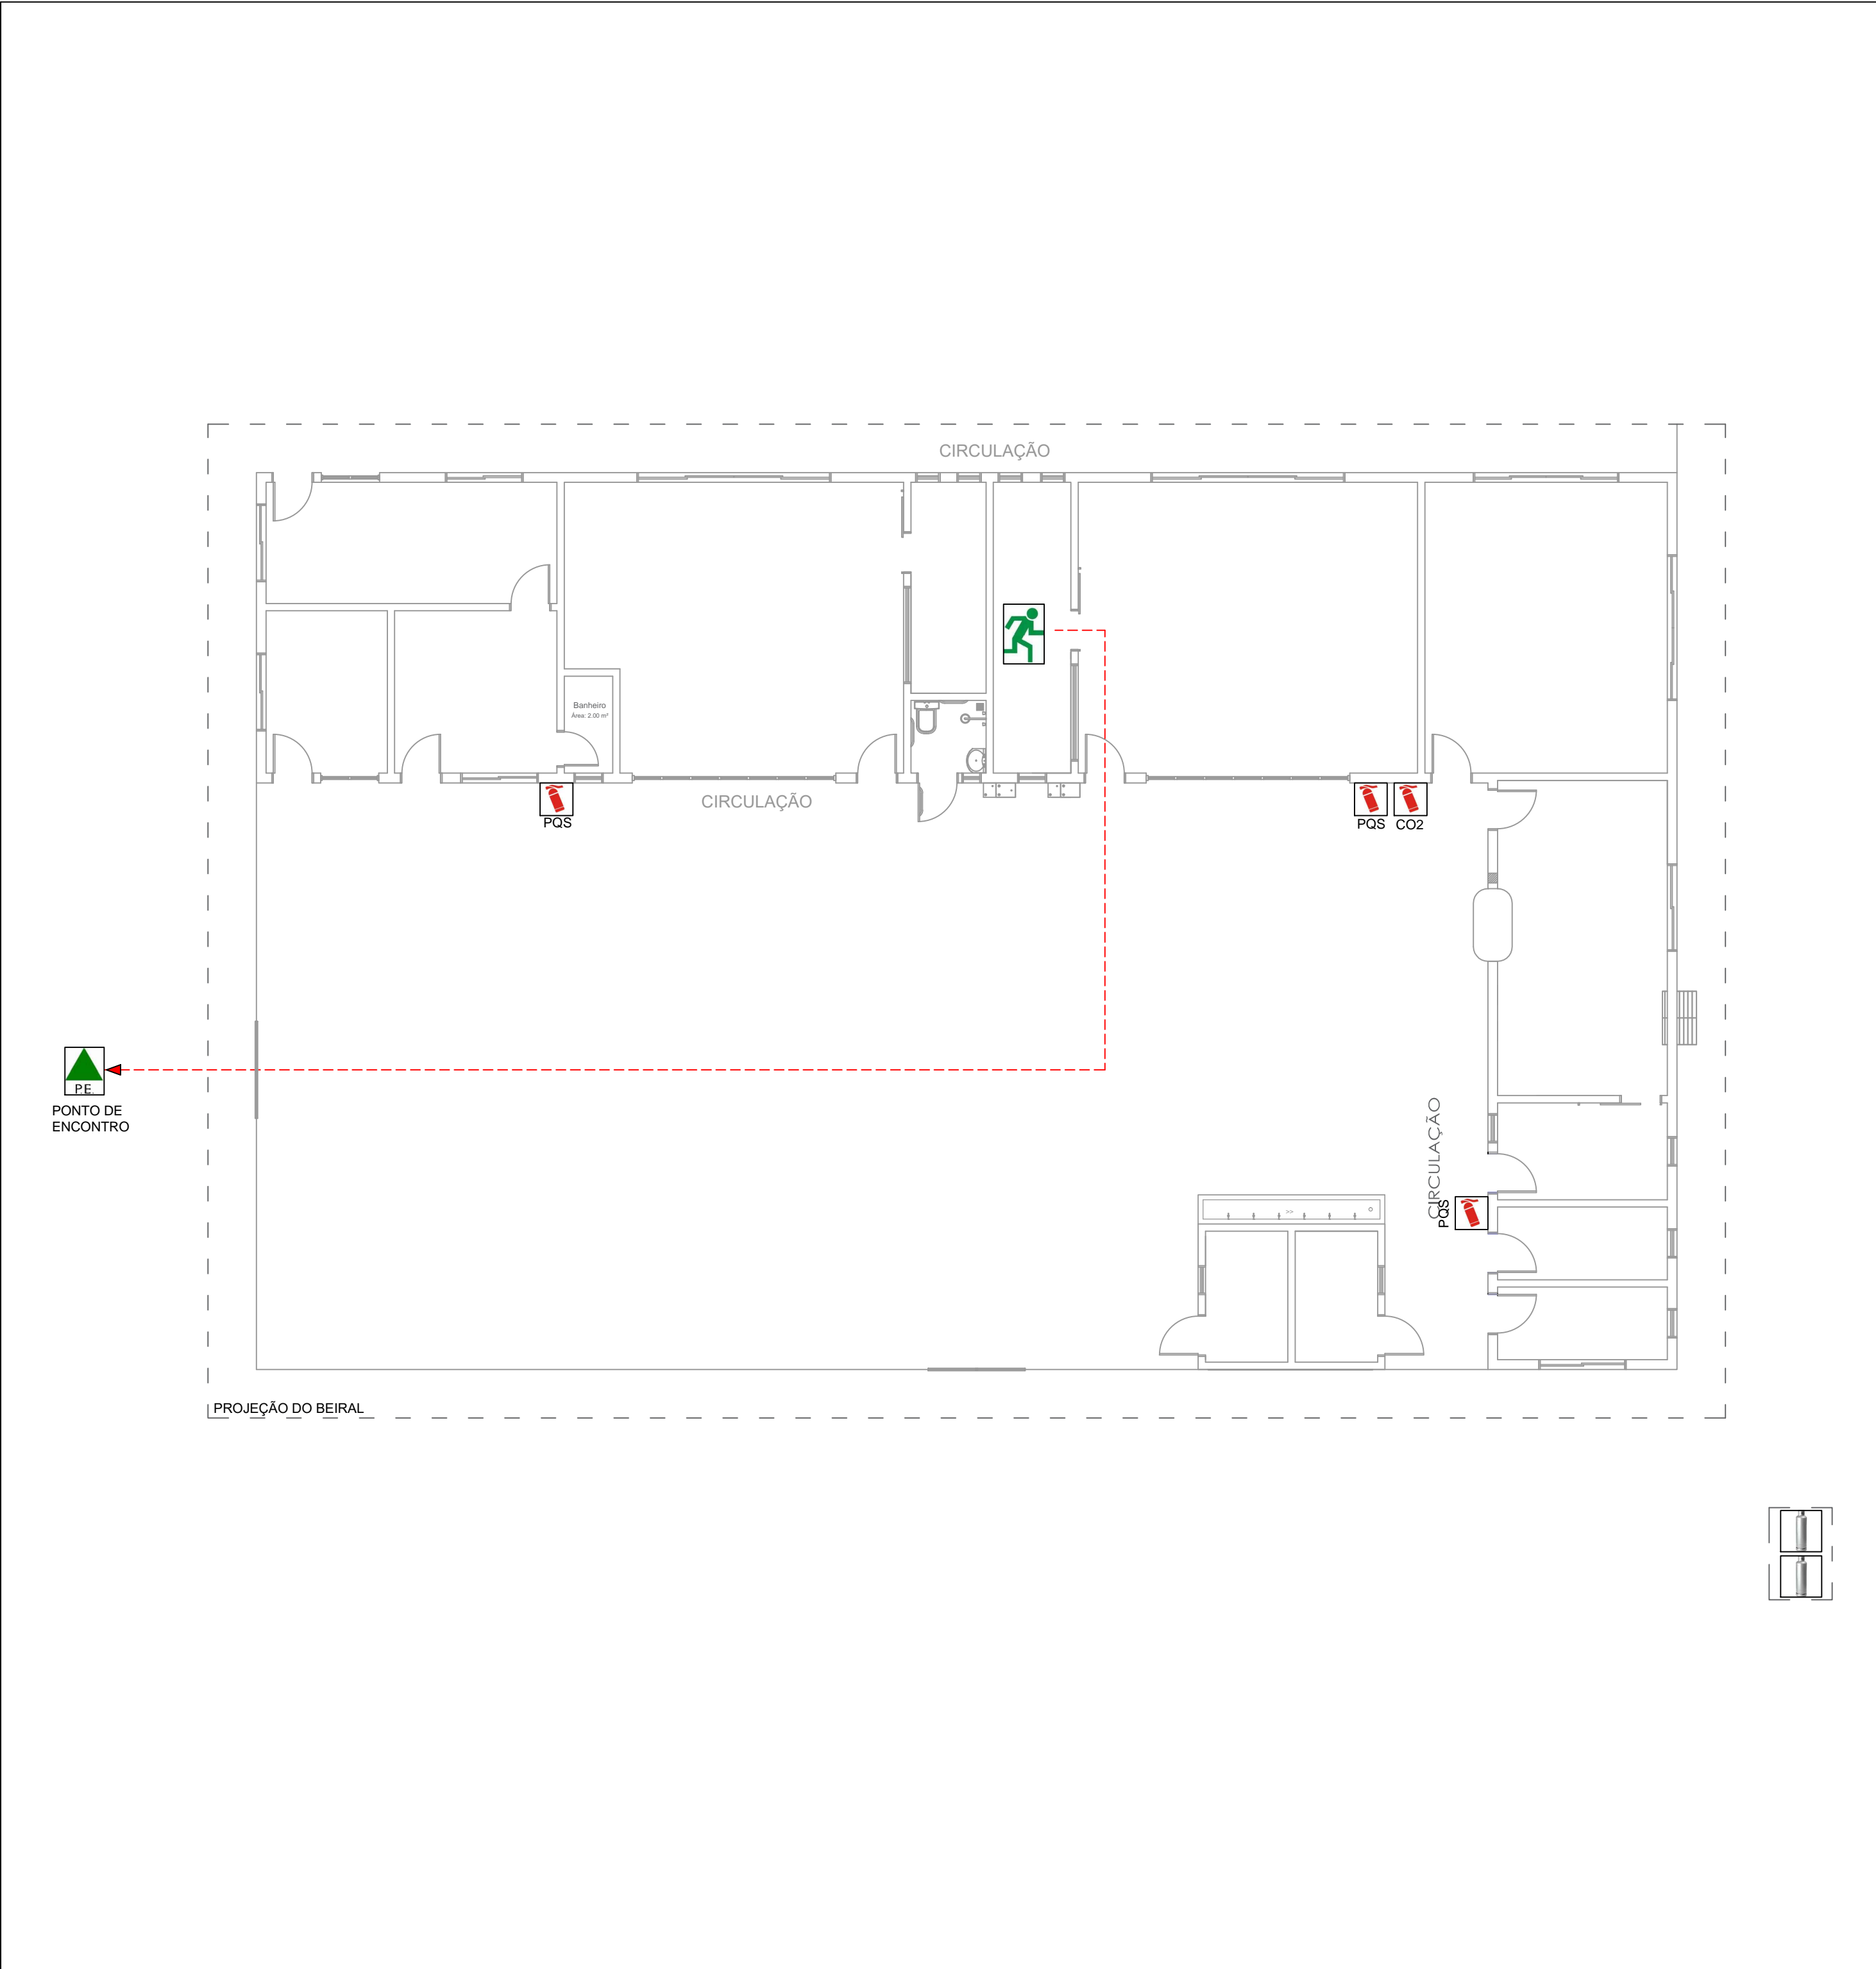 CIRCULAÇÃO
Banheiro
Área: 2.00 m²
CIRCULAÇÃO
PQS
PQS
CO2
P.E.
PONTO DE
ENCONTRO
CIRCULAÇÃO
PQS
>>
PROJEÇÃO DO BEIRAL